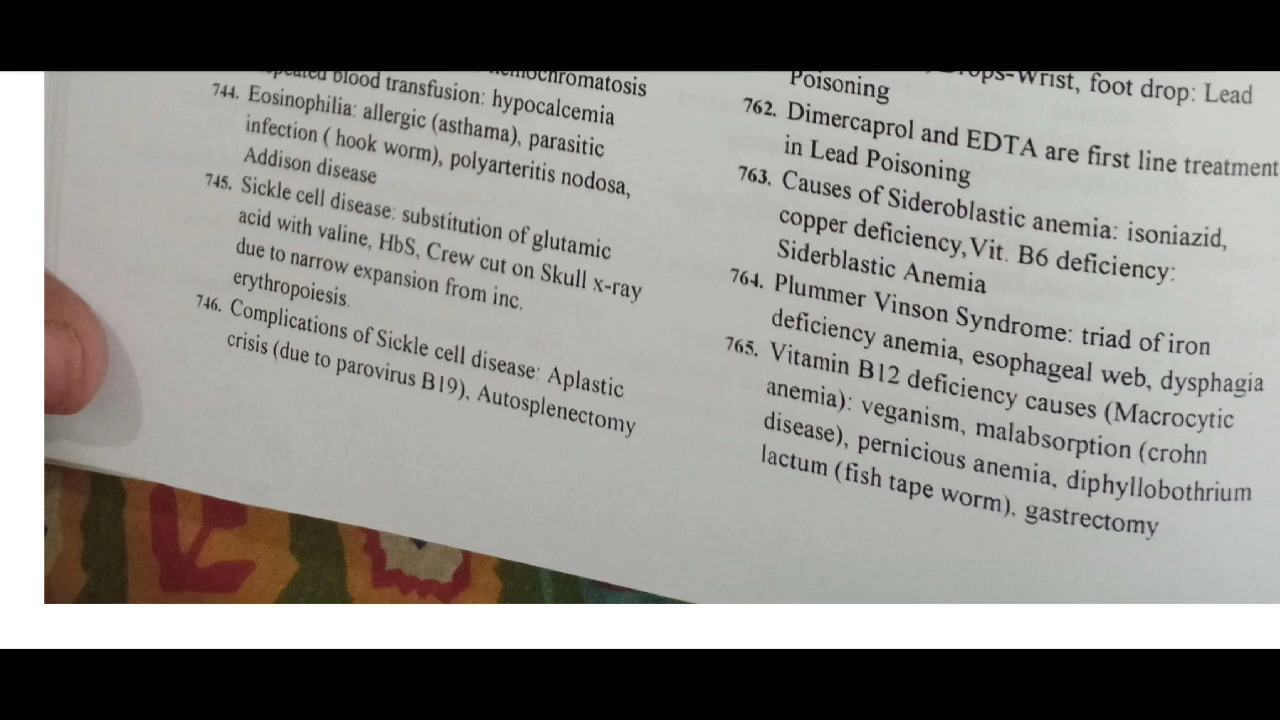 hemochromatosis
repeated blood transfusion: hypocalcemia
744. Eosinophilia: allergic (asthama), parasitic
infection ( hook worm), polyarteritis nodosa,
Addison disease
745. Sickle cell disease: substitution of glutamic
acid with valine, HbS, Crew cut on Skull x-ray
due to narrow expansion from inc.
erythropoiesis.
746. Complications of Sickle cell disease: Aplastic
crisis (due to parovirus B19), Autosplenectomy
Drops-Wrist, foot drop: Lead
Poisoning
762. Dimercaprol and EDTA are first line treatment
in Lead Poisoning
763. Causes of Sideroblastic anemia: isoniazid,
copper deficiency,Vit. B6 deficiency:
Siderblastic Anemia
764. Plummer Vinson Syndrome: triad of iron
deficiency anemia, esophageal web, dysphagia
765. Vitamin B12 deficiency causes (Macrocytic
anemia): veganism, malabsorption (crohn
disease), pernicious anemia, diphyllobothrium
lactum (fish tape worm), gastrectomy